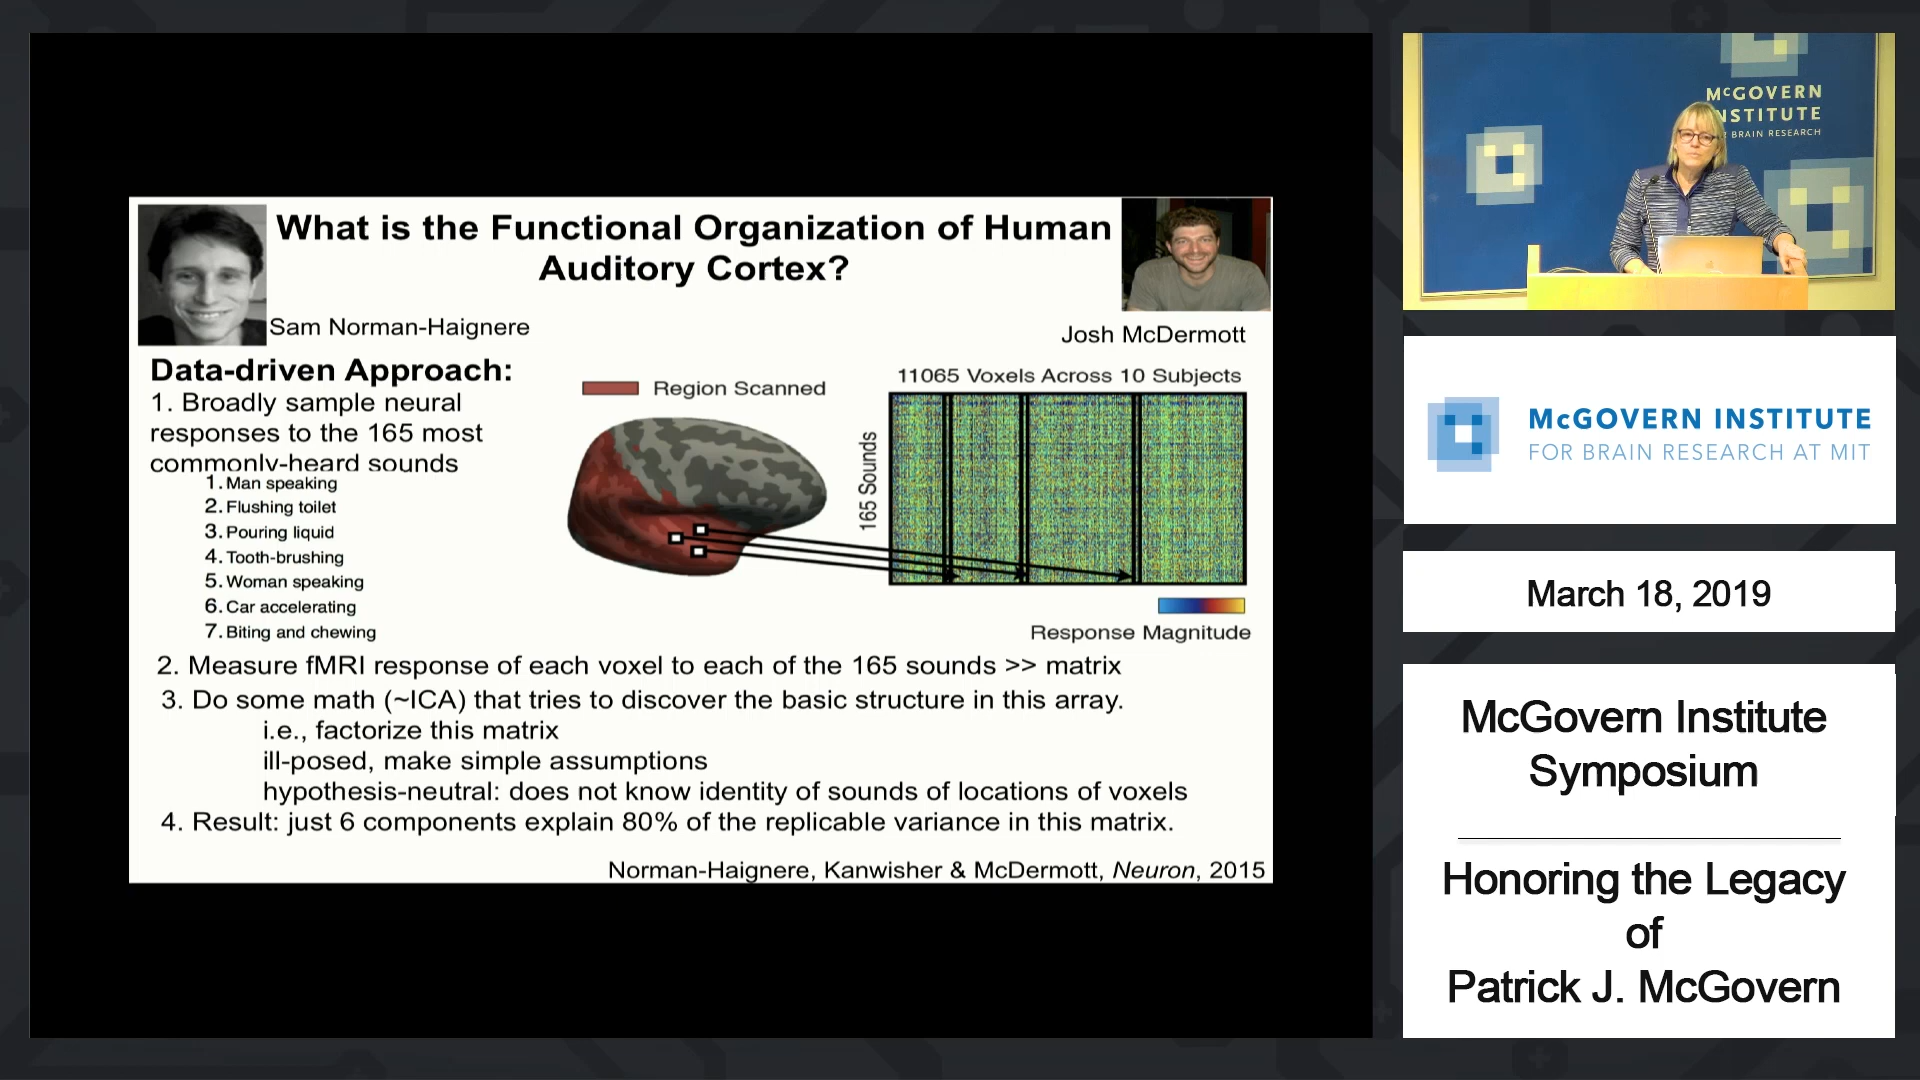 What is the Functional Organization of Human
Auditory Cortex?
Sam Norman-Haignere
Josh McDermott
Data-driven Approach:
1. Broadly sample neural
responses to the 165 most
commonly-heard sounds
1. Man speaking
2. Flushing toilet
3. Pouring liquid
4. Tooth-brushing
5. Woman speaking
6. Car accelerating
7. Biting and chewing
Region Scanned
11065 Voxels Across 10 Subjects
165 Sounds
Response Magnitude
2. Measure fMRI response of each voxel to each of the 165 sounds >> matrix
3. Do some math (~ICA) that tries to discover the basic structure in this array.
i.e., factorize this matrix
ill-posed, make simple assumptions
hypothesis-neutral: does not know identity of sounds of locations of voxels
4. Result: just 6 components explain 80% of the replicable variance in this matrix.
Norman-Haignere, Kanwisher & McDermott, Neuron, 2015
McGOVERN
INSTITUTE
BRAIN RESEARCH
McGOVERN INSTITUTE
FOR BRAIN RESEARCH AT MIT
March 18, 2019
McGovern Institute
Symposium
Honoring the Legacy
of
Patrick J. McGovern